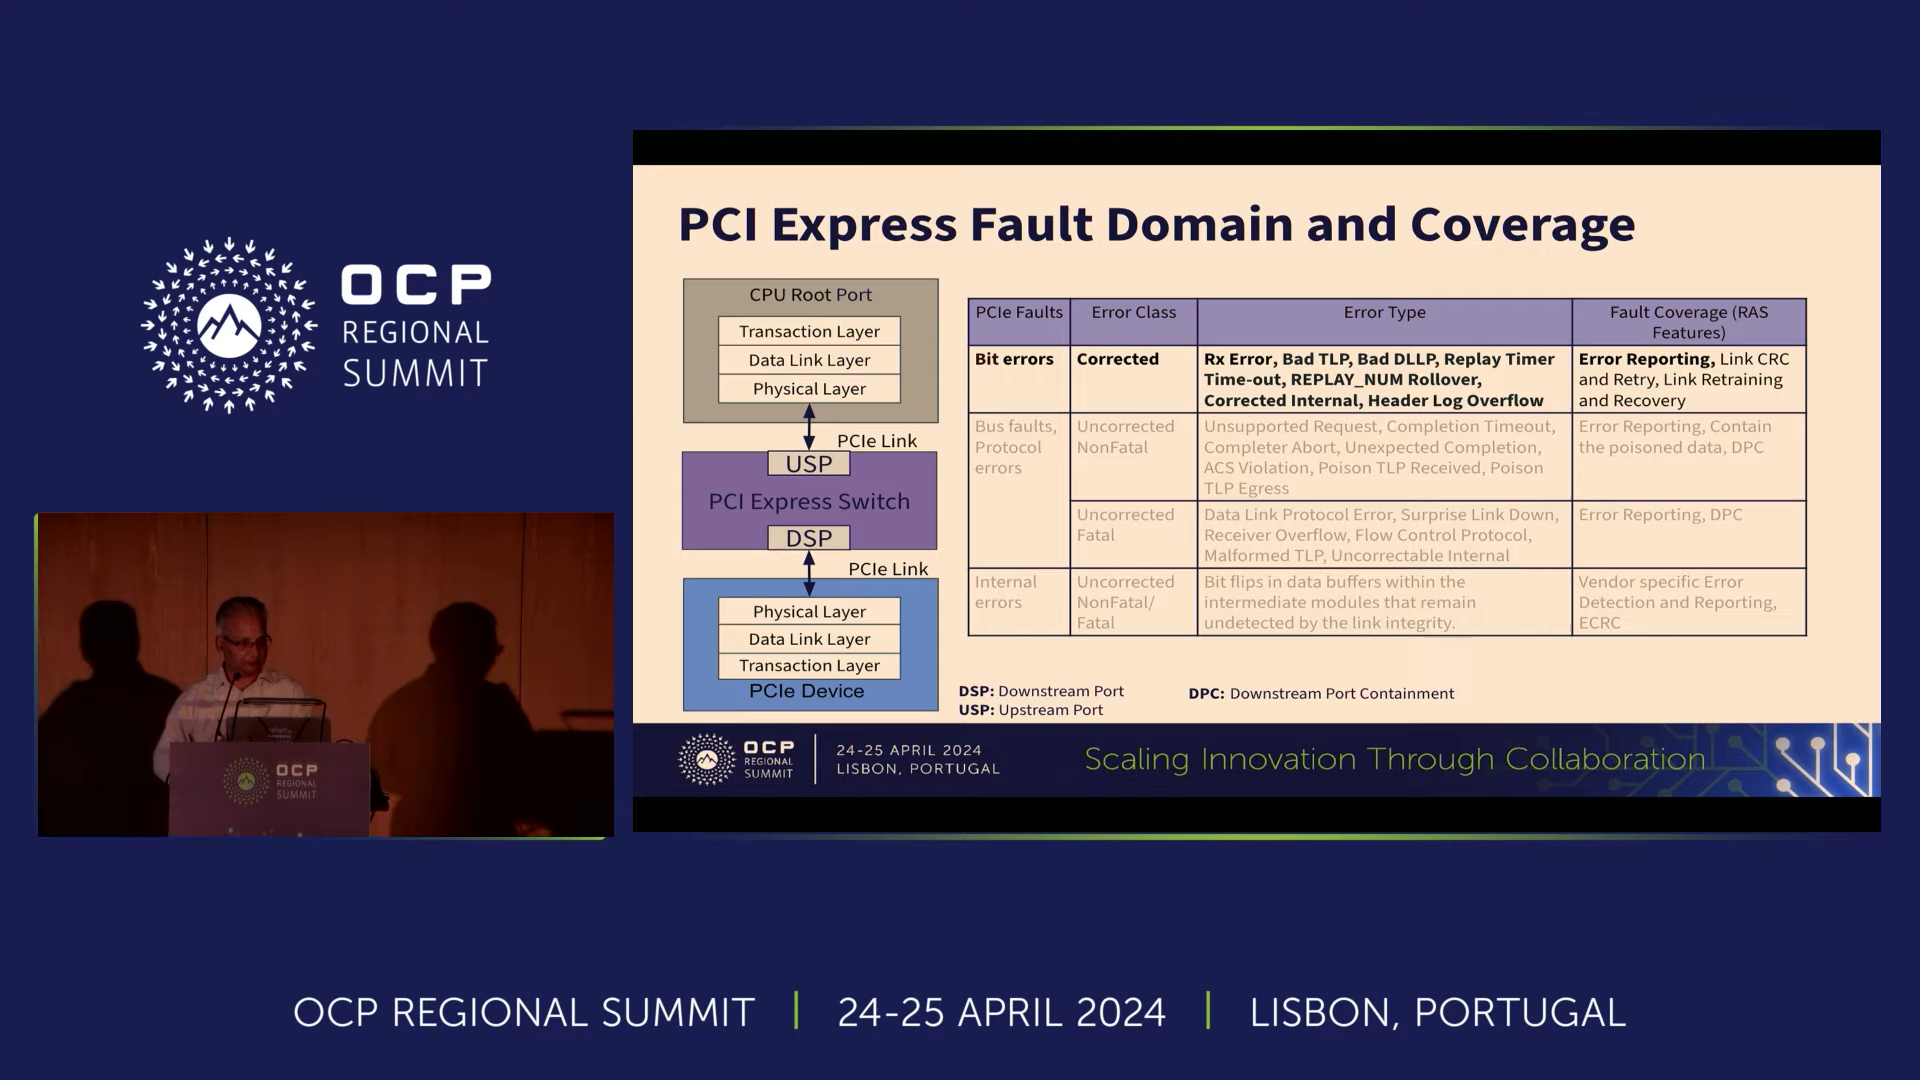 OCP
REGIONAL
SUMMIT
OCP
REGIONAL
SUMMIT
PCI Express Fault Domain and Coverage
CPU Root Port
Transaction Layer
Data Link Layer
Physical Layer
PCIe Link
USP
PCI Express Switch
DSP
PCIe Link
Physical Layer
Data Link Layer
Transaction Layer
PCIe Device
PCIe Faults
Error Class
Error Type
Fault Coverage (RAS
Features)
Bit errors
Corrected
Rx Error, Bad TLP, Bad DLLP, Replay Timer
Time-out, REPLAY_NUM Rollover,
Corrected Internal, Header Log Overflow
Error Reporting, Link CRC
and Retry, Link Retraining
and Recovery
Bus faults,
Protocol
errors
Uncorrected
NonFatal
Unsupported Request, Completion Timeout,
Completer Abort, Unexpected Completion,
ACS Violation, Poison TLP Received, Poison
TLP Egress
Error Reporting, Contain
the poisoned data, DPC
Uncorrected
Fatal
Data Link Protocol Error, Surprise Link Down,
Receiver Overflow, Flow Control Protocol,
Malformed TLP, Uncorrectable Internal
Error Reporting, DPC
Internal
errors
Uncorrected
NonFatal/
Fatal
Bit flips in data buffers within the
intermediate modules that remain
undetected by the link integrity.
Vendor specific Error
Detection and Reporting,
ECRC
DSP: Downstream Port
USP: Upstream Port
DPC: Downstream Port Containment
OCP
REGIONAL
SUMMIT
24-25 APRIL 2024
LISBON, PORTUGAL
Scaling Innovation Through Collaboration
OCP REGIONAL SUMMIT | 24-25 APRIL 2024 | LISBON, PORTUGAL